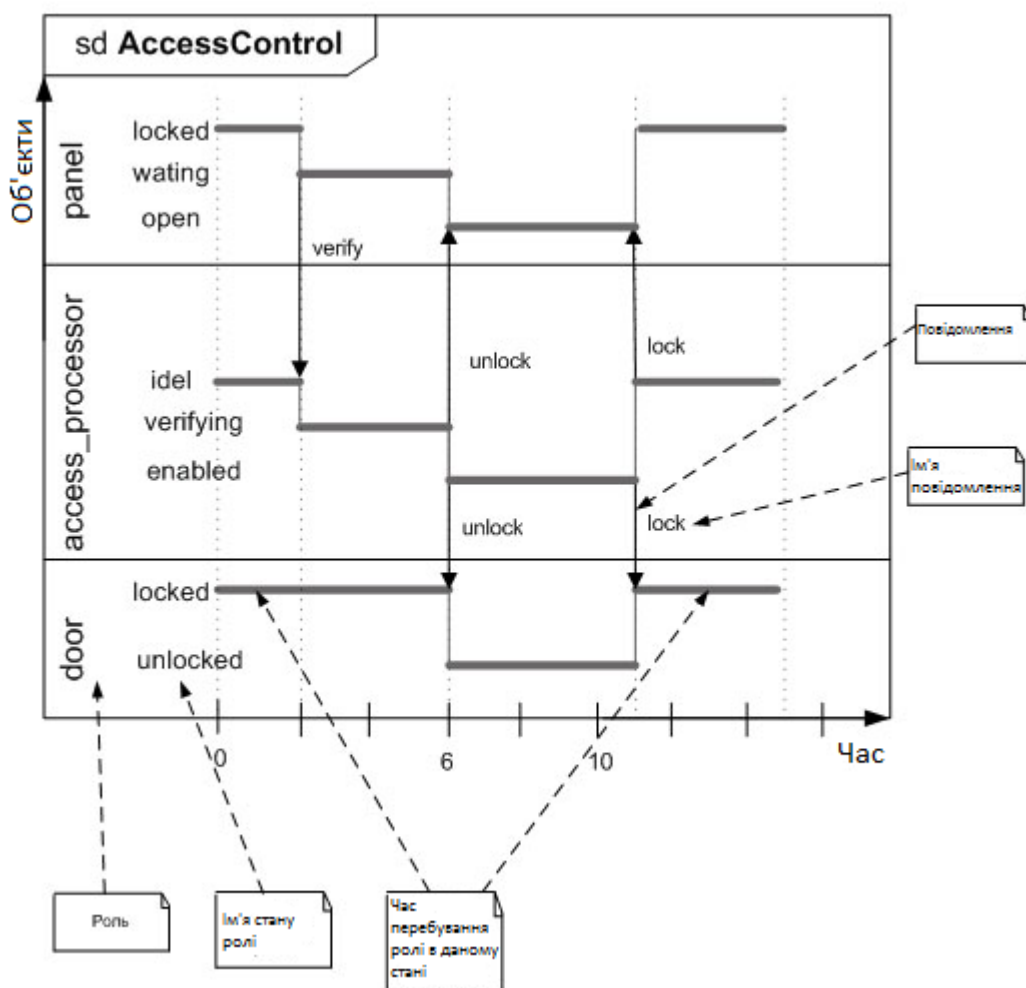 sd AccessControl
Об'єкти
panel
locked
wating
open
verify
access_processor
idel
verifying
enabled
unlock
lock
unlock
lock
Повідомлення
Ім'я
повідомлення
door
locked
unlocked
0
6
10
Час
Роль
Ім'я стану
ролі
Час
перебування
ролі в даному
стані